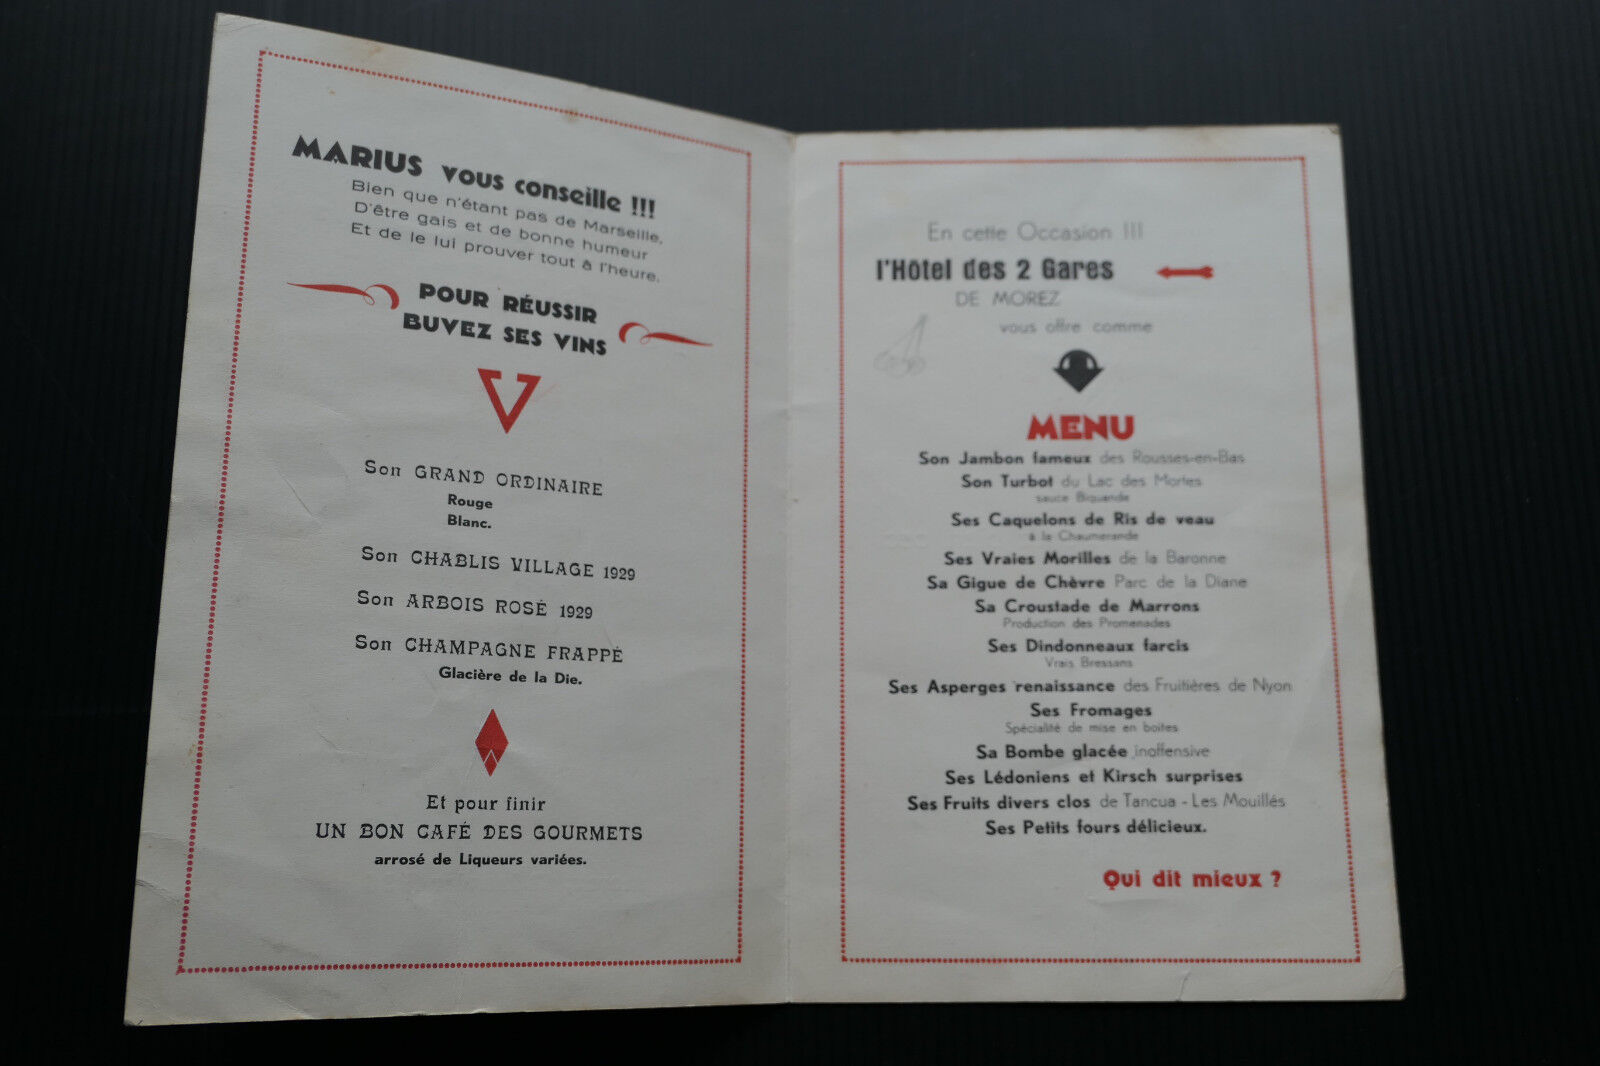 MARIUS vous conseille !!!
Bien que n'étant pas de Marseille,
D'être gais et de bonne humeur
Et de le lui prouver tout à l'heure.
POUR RÉUSSIR
BUVEZ SES VINS
Son GRAND ORDINAIRE
Rouge
Blanc.
Son CHABLIS VILLAGE 1929
Son ARBOIS ROSÉ 1929
Son CHAMPAGNE FRAPPÉ
Glacière de la Die.
Et pour finir
UN BON CAFÉ DES GOURMETS
arrosé de Liqueurs variées.
En cette Occasion !!!
l'Hôtel des 2 Gares
DE MOREZ
vous offre comme
MENU
Son Jambon fameux des Rousses-en-Bas
Son Turbot du Lac des Mortes
sauce Biquande
Ses Caquelons de Ris de veau
à la Chaumerande
Ses Vraies Morilles de la Baronne
Sa Gigue de Chèvre Parc de la Diane
Sa Croustade de Marrons
Production des Promenades
Ses Dindonneaux farcis
Vrais Bressans
Ses Asperges renaissance des Fruitières de Nyon
Ses Fromages
Spécialité de mise en boites
Sa Bombe glacée inoffensive
Ses Lédoniens et Kirsch surprises
Ses Fruits divers clos de Tancua - Les Mouillés
Ses Petits fours délicieux.
Qui dit mieux ?